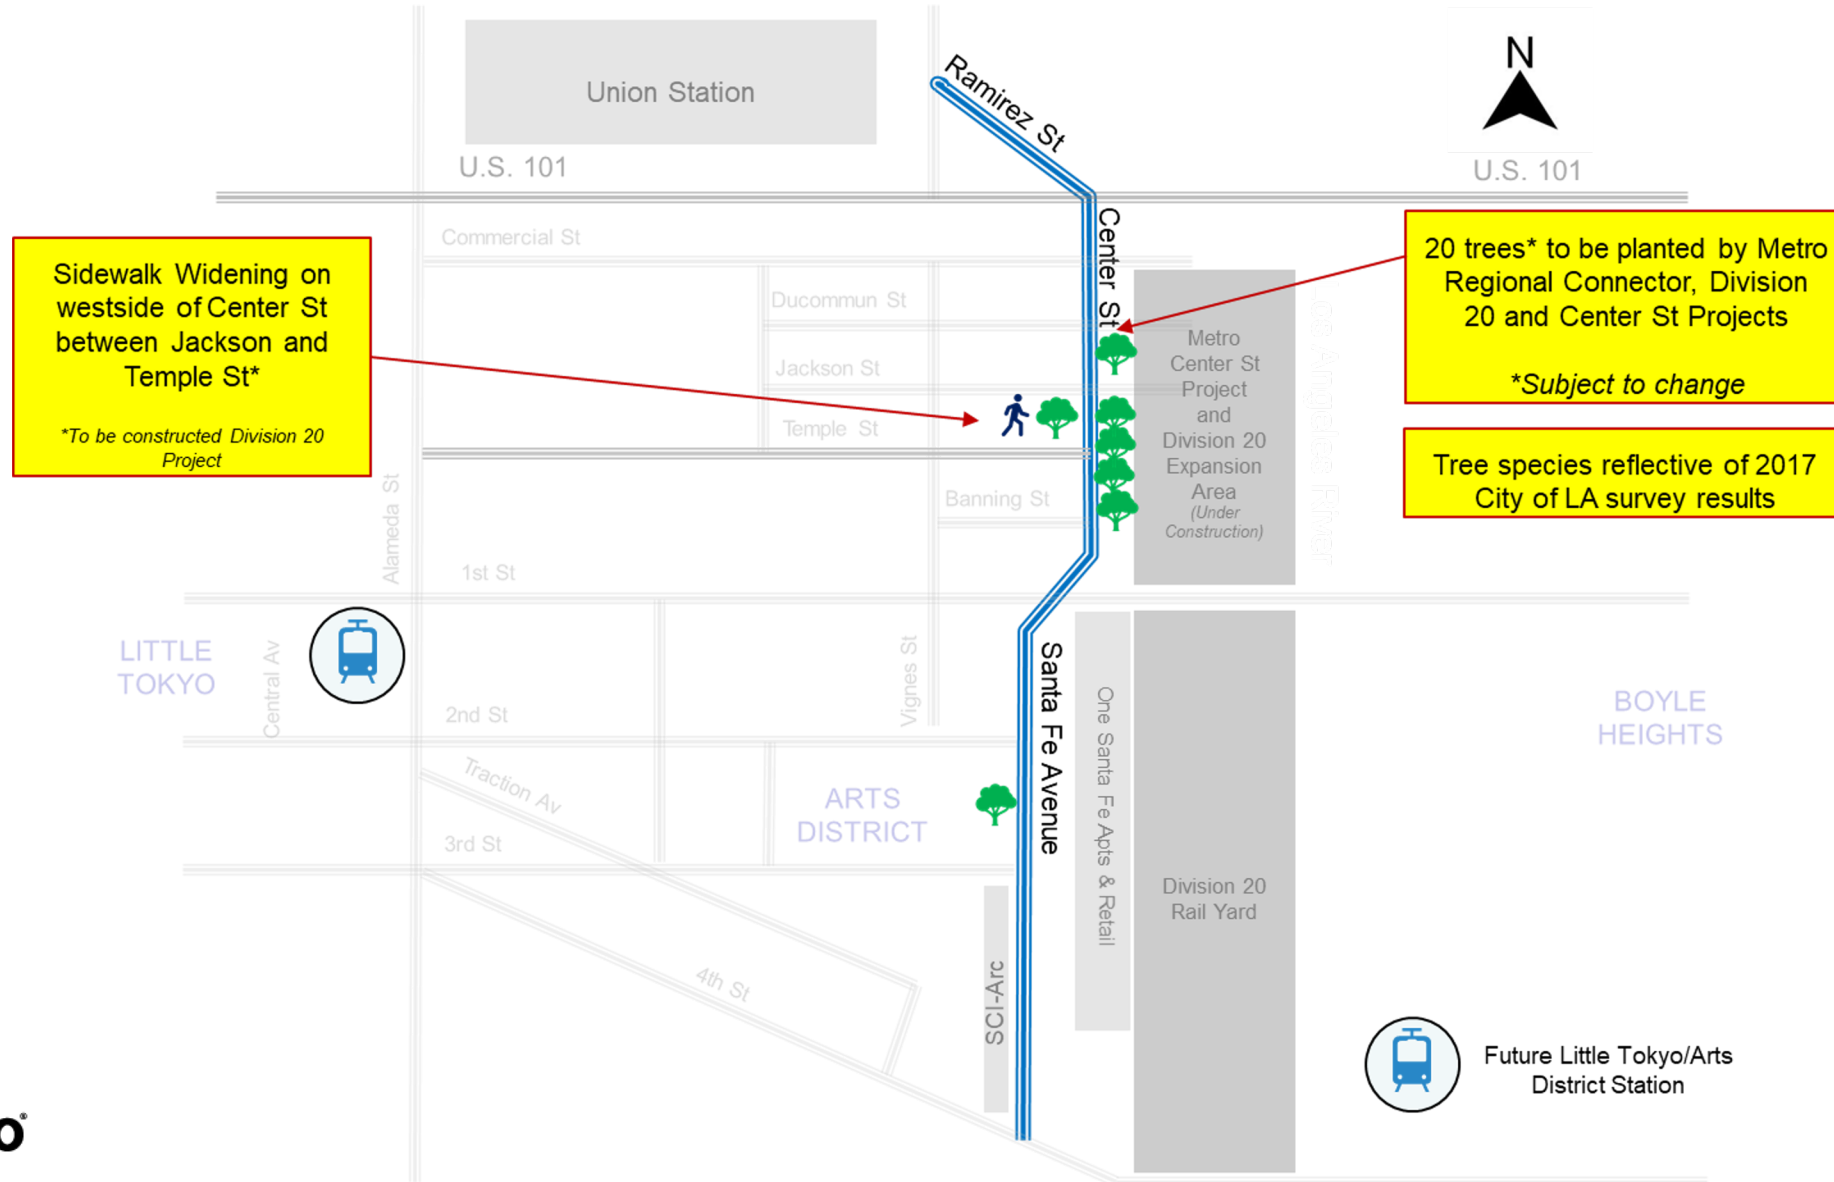 N
Union Station
Ramirez St
U.S. 101
U.S. 101
Commercial St
Center St
Sidewalk Widening on
westside of Center St
between Jackson and
Temple St*
*To be constructed Division 20
Project
20 trees* to be planted by Metro
Regional Connector, Division
20 and Center St Projects
*Subject to change
Tree species reflective of 2017
City of LA survey results
Ducommun St
Jackson St
Temple St
Banning St
Metro
Center St
Project
and
Division 20
Expansion
Area
(Under
Construction)
Los Angeles River
Alameda St
1st St
LITTLE
TOKYO
Central Av
Vignes St
Santa Fe Avenue
One Santa Fe Apts & Retail
BOYLE
HEIGHTS
2nd St
Traction Av
ARTS
DISTRICT
3rd St
Division 20
Rail Yard
4th St
SCI-Arc
Future Little Tokyo/Arts
District Station
o®